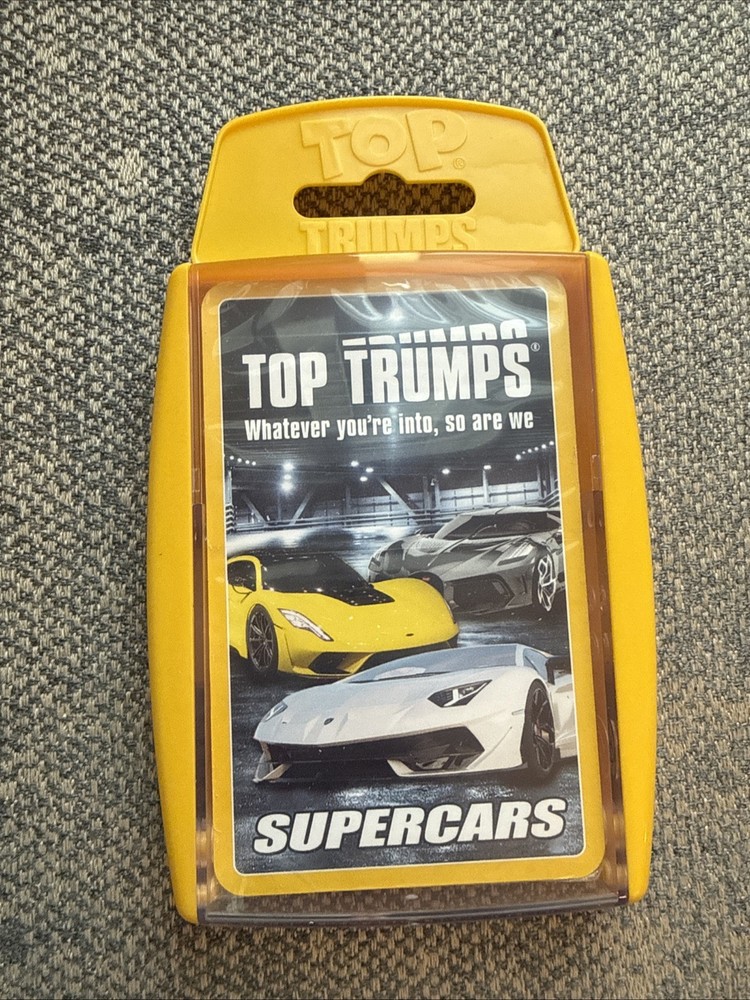 TOP®
TRUMPS
TOP TRUMPS®
Whatever you're into, so are we
SUPERCARS